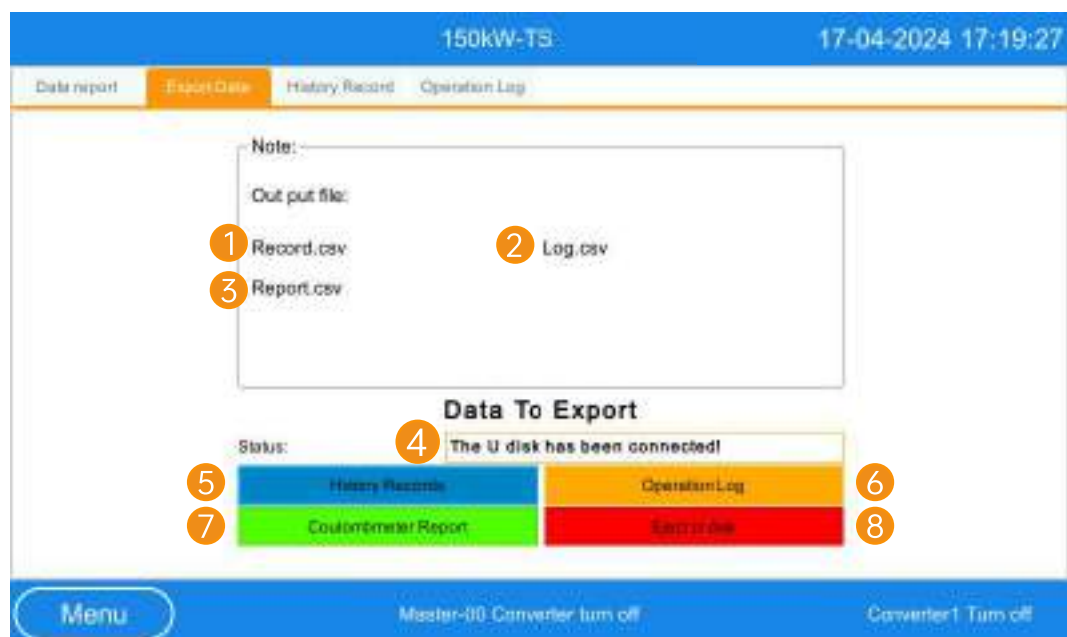 150kW-TS 17-04-2024 17:19:27
Data report Export Data History Record Operation Log
Note:
Out put file:
1 Record.csv 2 Log.csv
3 Report.csv
Data To Export
Status: 4 The U disk has been connected!
5 History Records Operation Log 6
7 Coulombmeter Report Eject U disk 8
Menu Master-00 Converter turn off Converter1 Turn off